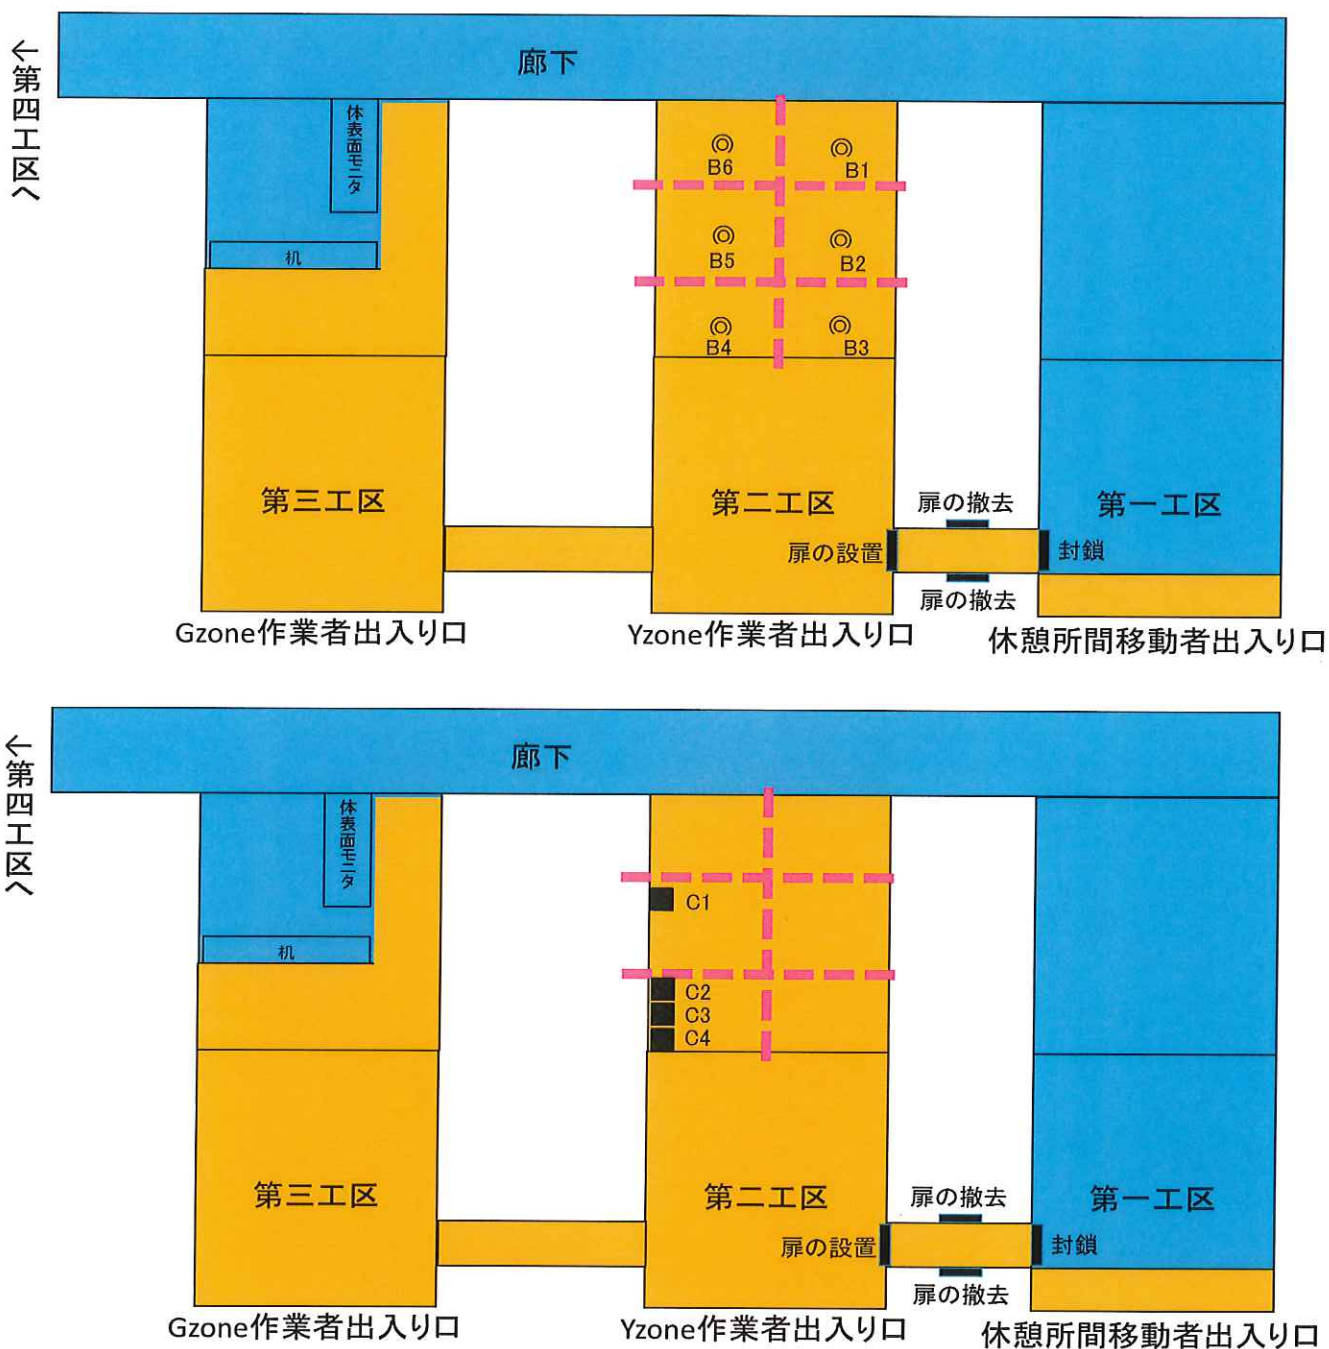 廊下
←第四工区へ
体表面モニタ
机
B6
B1
B5
B2
B4
B3
第三工区
第二工区
第一工区
扉の撤去
扉の設置
封鎖
扉の撤去
Gzone作業者出入り口
Yzone作業者出入り口
休憩所間移動者出入り口
廊下
←第四工区へ
体表面モニタ
机
C1
C2
C3
C4
第三工区
第二工区
第一工区
扉の撤去
扉の設置
封鎖
扉の撤去
Gzone作業者出入り口
Yzone作業者出入り口
休憩所間移動者出入り口